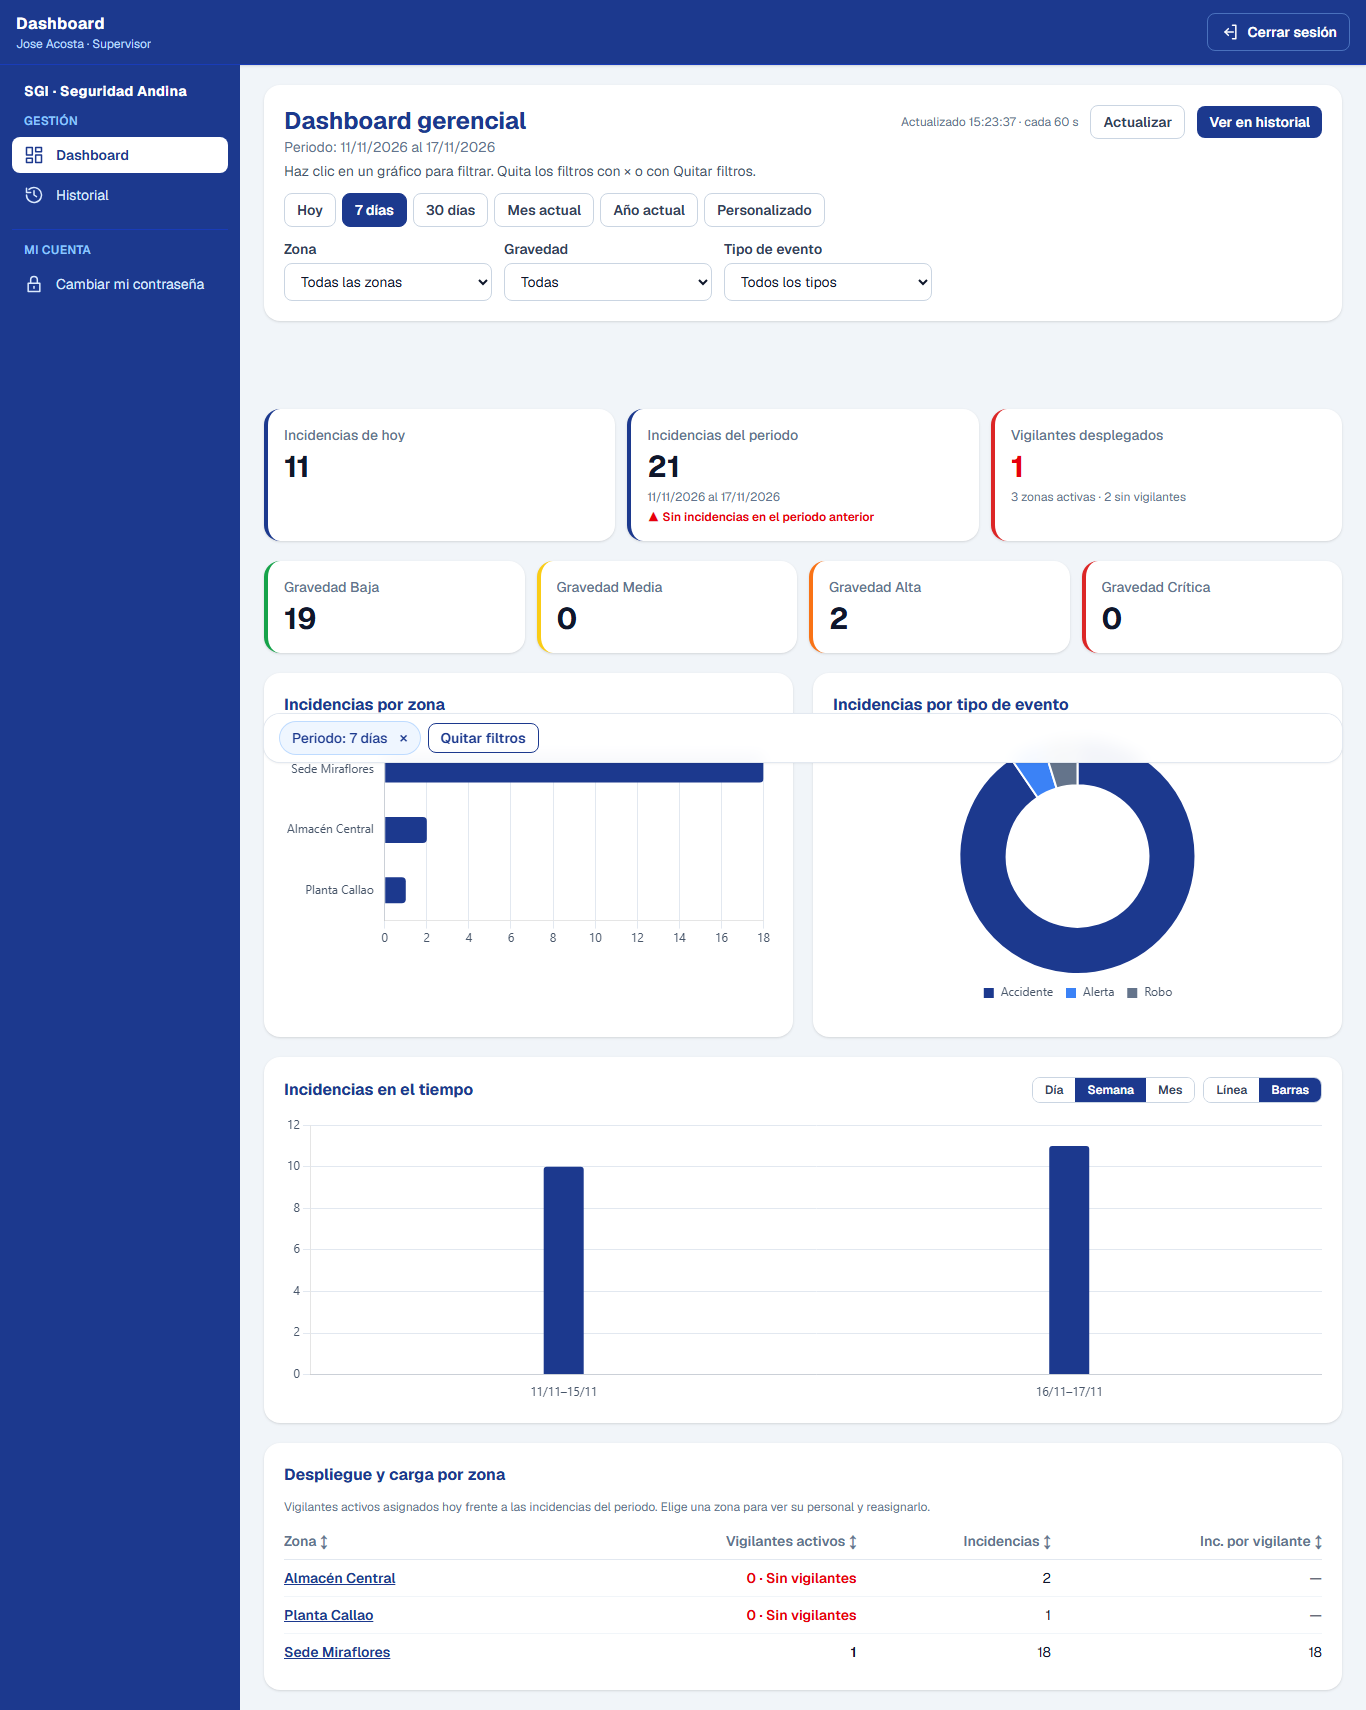 Dashboard
Jose Acosta · Supervisor
Cerrar sesión
SGI · Seguridad Andina
GESTIÓN
Dashboard
Historial
MI CUENTA
Cambiar mi contraseña
Dashboard gerencial
Actualizado 15:23:37 · cada 60 s
Actualizar
Ver en historial
Periodo: 11/11/2026 al 17/11/2026
Haz clic en un gráfico para filtrar. Quita los filtros con × o con Quitar filtros.
Hoy
7 días
30 días
Mes actual
Año actual
Personalizado
Zona
Gravedad
Tipo de evento
Todas las zonas
Todas
Todos los tipos
Incidencias de hoy
11
Incidencias del periodo
21
11/11/2026 al 17/11/2026
▲ Sin incidencias en el periodo anterior
Vigilantes desplegados
1
3 zonas activas · 2 sin vigilantes
Gravedad Baja
19
Gravedad Media
0
Gravedad Alta
2
Gravedad Crítica
0
Incidencias por zona
Incidencias por tipo de evento
Periodo: 7 días ×
Quitar filtros
Sede Miraflores
Almacén Central
Planta Callao
0 2 4 6 8 10 12 14 16 18
Accidente Alerta Robo
Incidencias en el tiempo
Día Semana Mes
Línea Barras
12
10
8
6
4
2
0
11/11–15/11
16/11–17/11
Despliegue y carga por zona
Vigilantes activos asignados hoy frente a las incidencias del periodo. Elige una zona para ver su personal y reasignarlo.
Zona ↕ Vigilantes activos ↕ Incidencias ↕ Inc. por vigilante ↕
Almacén Central 0 · Sin vigilantes 2 —
Planta Callao 0 · Sin vigilantes 1 —
Sede Miraflores 1 18 18